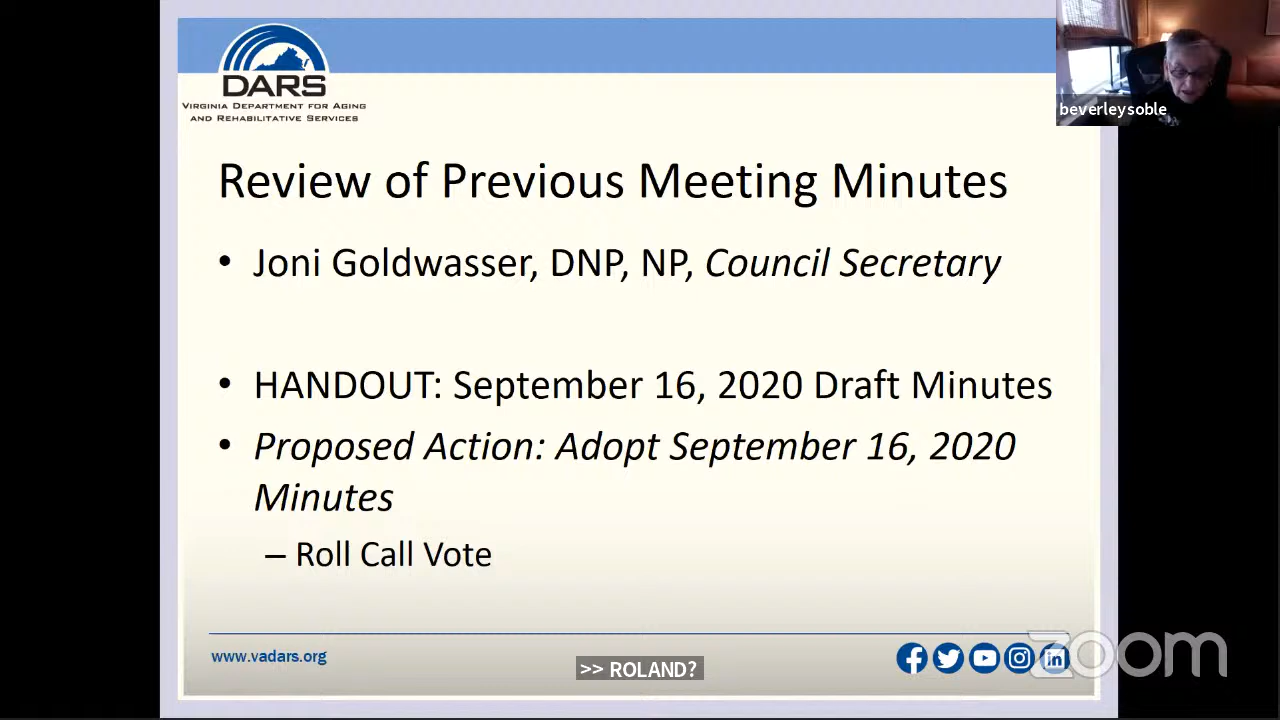 DARS
VIRGINIA DEPARTMENT FOR AGING
AND REHABILITATIVE SERVICES
beverleysoble
Review of Previous Meeting Minutes
• Joni Goldwasser, DNP, NP, Council Secretary
• HANDOUT: September 16, 2020 Draft Minutes
• Proposed Action: Adopt September 16, 2020
Minutes
– Roll Call Vote
www.vadars.org
>> ROLAND?
zoom